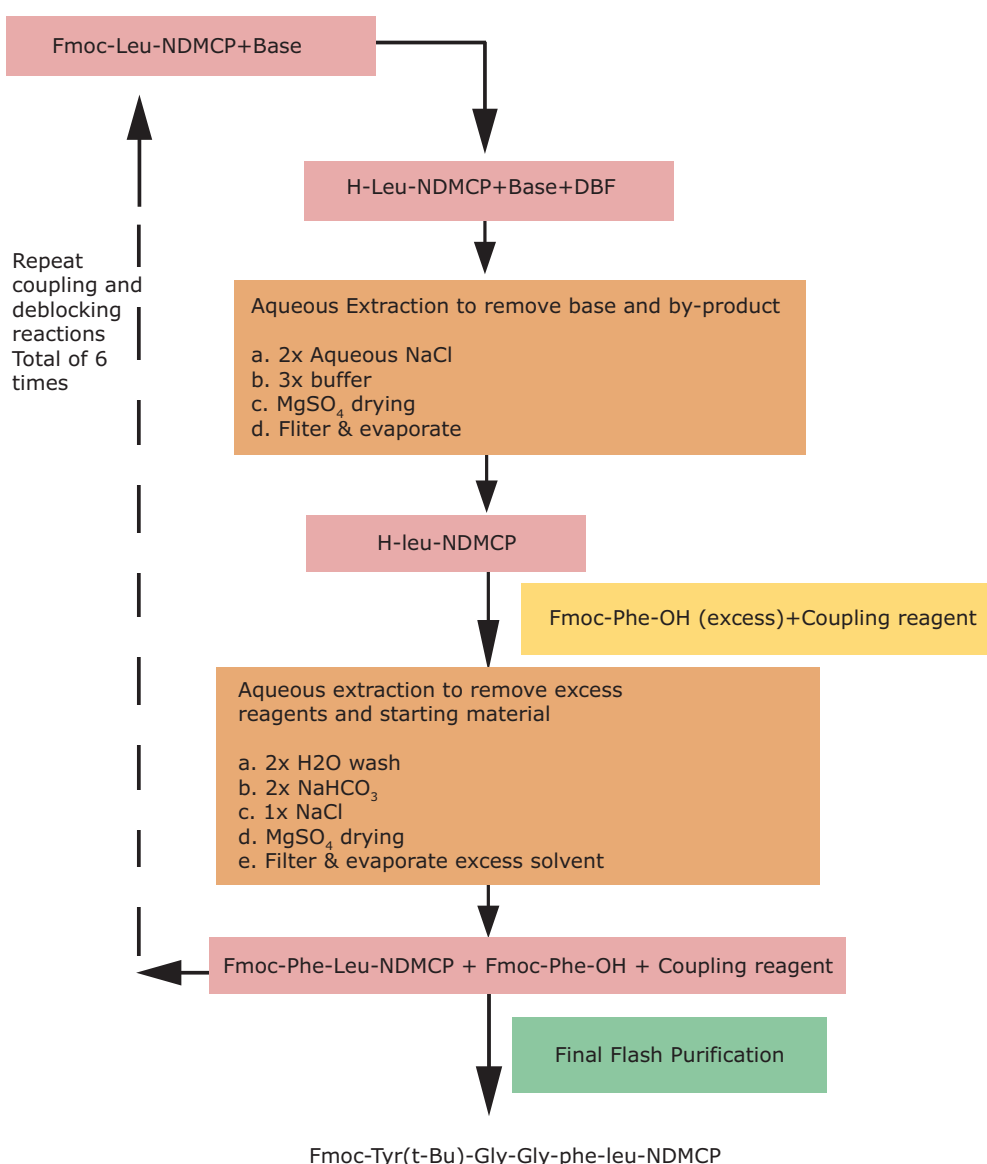 Fmoc-Leu-NDMCP+Base
H-Leu-NDMCP+Base+DBF
Repeat
coupling and
deblocking
reactions
Total of 6
times
Aqueous Extraction to remove base and by-product
a. 2x Aqueous NaCl
b. 3x buffer
c. MgSO₄ drying
d. Fliter & evaporate
H-leu-NDMCP
Fmoc-Phe-OH (excess)+Coupling reagent
Aqueous extraction to remove excess
reagents and starting material
a. 2x H2O wash
b. 2x NaHCO₃
c. 1x NaCl
d. MgSO₄ drying
e. Filter & evaporate excess solvent
Fmoc-Phe-Leu-NDMCP + Fmoc-Phe-OH + Coupling reagent
Final Flash Purification
Fmoc-Tyr(t-Bu)-Gly-Gly-phe-leu-NDMCP